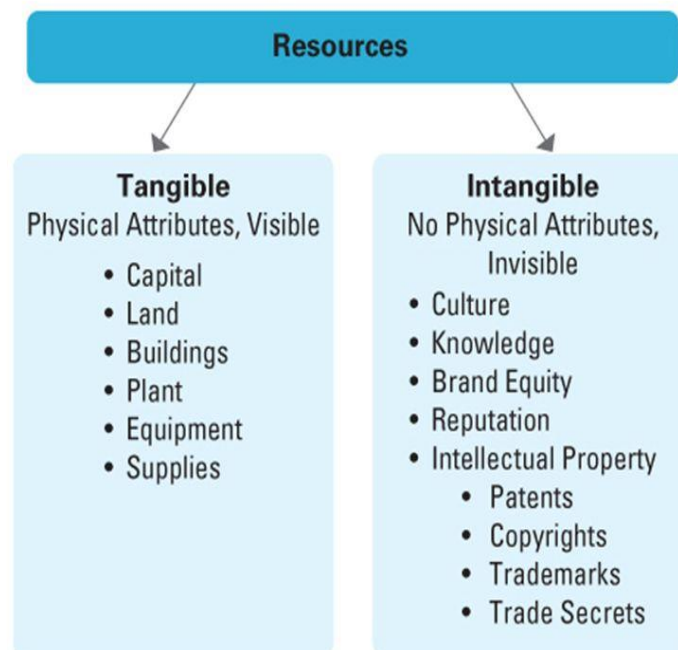 Resources
Tangible
Physical Attributes, Visible
• Capital
• Land
• Buildings
• Plant
• Equipment
• Supplies
Intangible
No Physical Attributes,
Invisible
• Culture
• Knowledge
• Brand Equity
• Reputation
• Intellectual Property
• Patents
• Copyrights
• Trademarks
• Trade Secrets